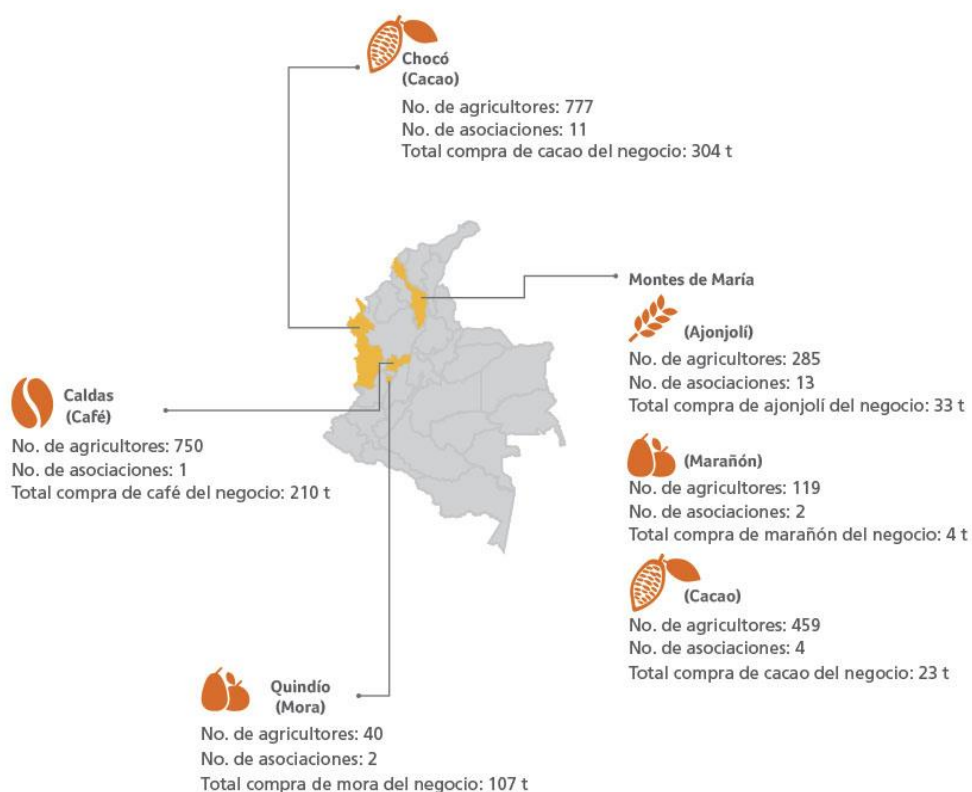 Chocó
(Cacao)
No. de agricultores: 777
No. de asociaciones: 11
Total compra de cacao del negocio: 304 t
Montes de María
(Ajonjolí)
No. de agricultores: 285
No. de asociaciones: 13
Total compra de ajonjolí del negocio: 33 t
(Marañón)
No. de agricultores: 119
No. de asociaciones: 2
Total compra de marañón del negocio: 4 t
(Cacao)
No. de agricultores: 459
No. de asociaciones: 4
Total compra de cacao del negocio: 23 t
Caldas
(Café)
No. de agricultores: 750
No. de asociaciones: 1
Total compra de café del negocio: 210 t
Quindío
(Mora)
No. de agricultores: 40
No. de asociaciones: 2
Total compra de mora del negocio: 107 t